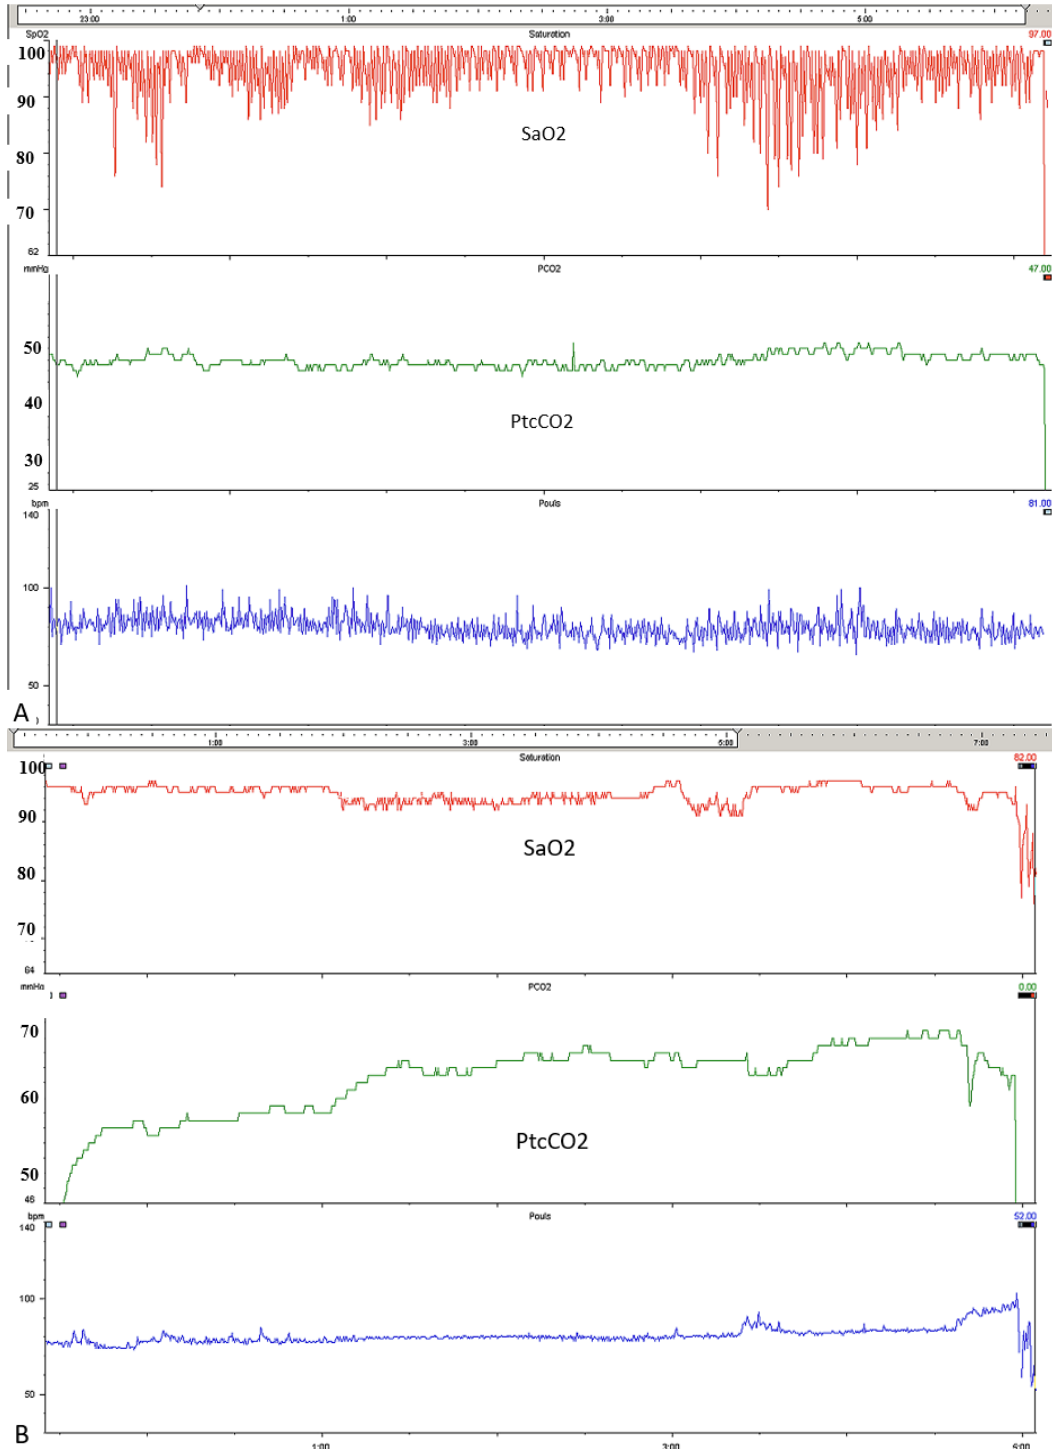 23:00 1:00 3:00 5:00
SpO2 Saturation 97.00
100
90
SaO2
80
70
62
mmHg PCO2 47.00
50
40
PtcCO2
30
25
bpm Pouls 81.00
140
100
50
A
1:00 3:00 5:00 7:00
Saturation 82.00
100
90
SaO2
80
70
64
mmHg PCO2 0.00
70
60
PtcCO2
50
46
bpm Pouls 52.00
140
100
50
B
1:00 3:00 5:00